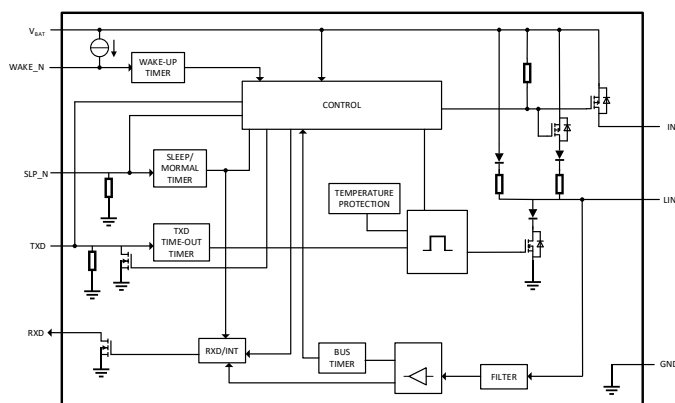 VBAT
WAKE_N
WAKE-UP
TIMER
CONTROL
IN
SLP_N
SLEEP/
MORMAL
TIMER
TEMPERATURE
PROTECTION
LIN
TXD
TXD
TIME-OUT
TIMER
RXD
RXD/INT
BUS
TIMER
FILTER
GND